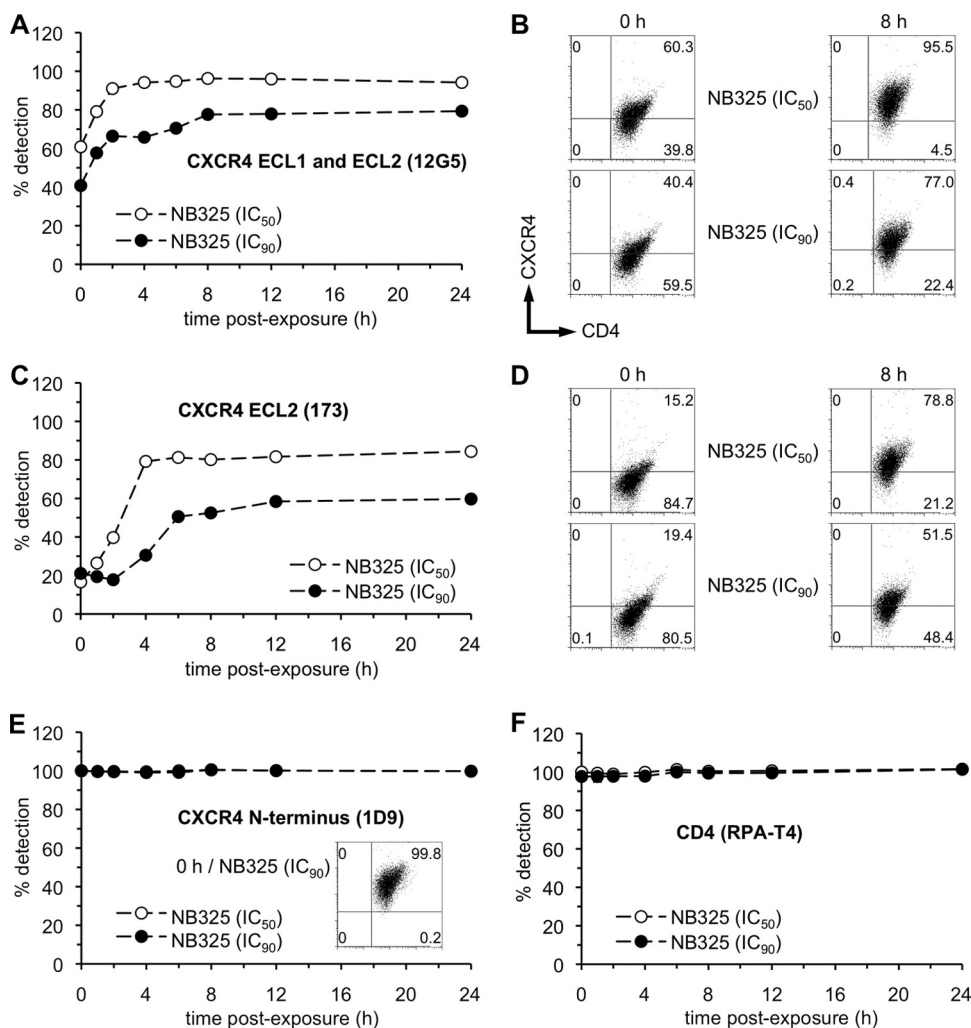 A
% detection
120
100
80
60
40
20
0
CXCR4 ECL1 and ECL2 (12G5)
NB325 (IC50)
NB325 (IC90)
0 4 8 12 16 20 24
time post-exposure (h)
B
0 h 8 h
0 60.3
0 39.8
NB325 (IC50)
0 95.5
0 4.5
0 40.4
0 59.5
NB325 (IC90)
0.4 77.0
0.2 22.4
CXCR4
CD4
C
% detection
120
100
80
60
40
20
0
CXCR4 ECL2 (173)
NB325 (IC50)
NB325 (IC90)
0 4 8 12 16 20 24
time post-exposure (h)
D
0 h 8 h
0 15.2
0 84.7
NB325 (IC50)
0 78.8
0 21.2
0 19.4
0.1 80.5
NB325 (IC90)
0 51.5
0 48.4
E
% detection
120
100
80
60
40
20
0
CXCR4 N-terminus (1D9)
0 h / NB325 (IC90)
0 99.8
0 0.2
NB325 (IC50)
NB325 (IC90)
0 4 8 12 16 20 24
time post-exposure (h)
F
% detection
120
100
80
60
40
20
0
CD4 (RPA-T4)
NB325 (IC50)
NB325 (IC90)
0 4 8 12 16 20 24
time post-exposure (h)